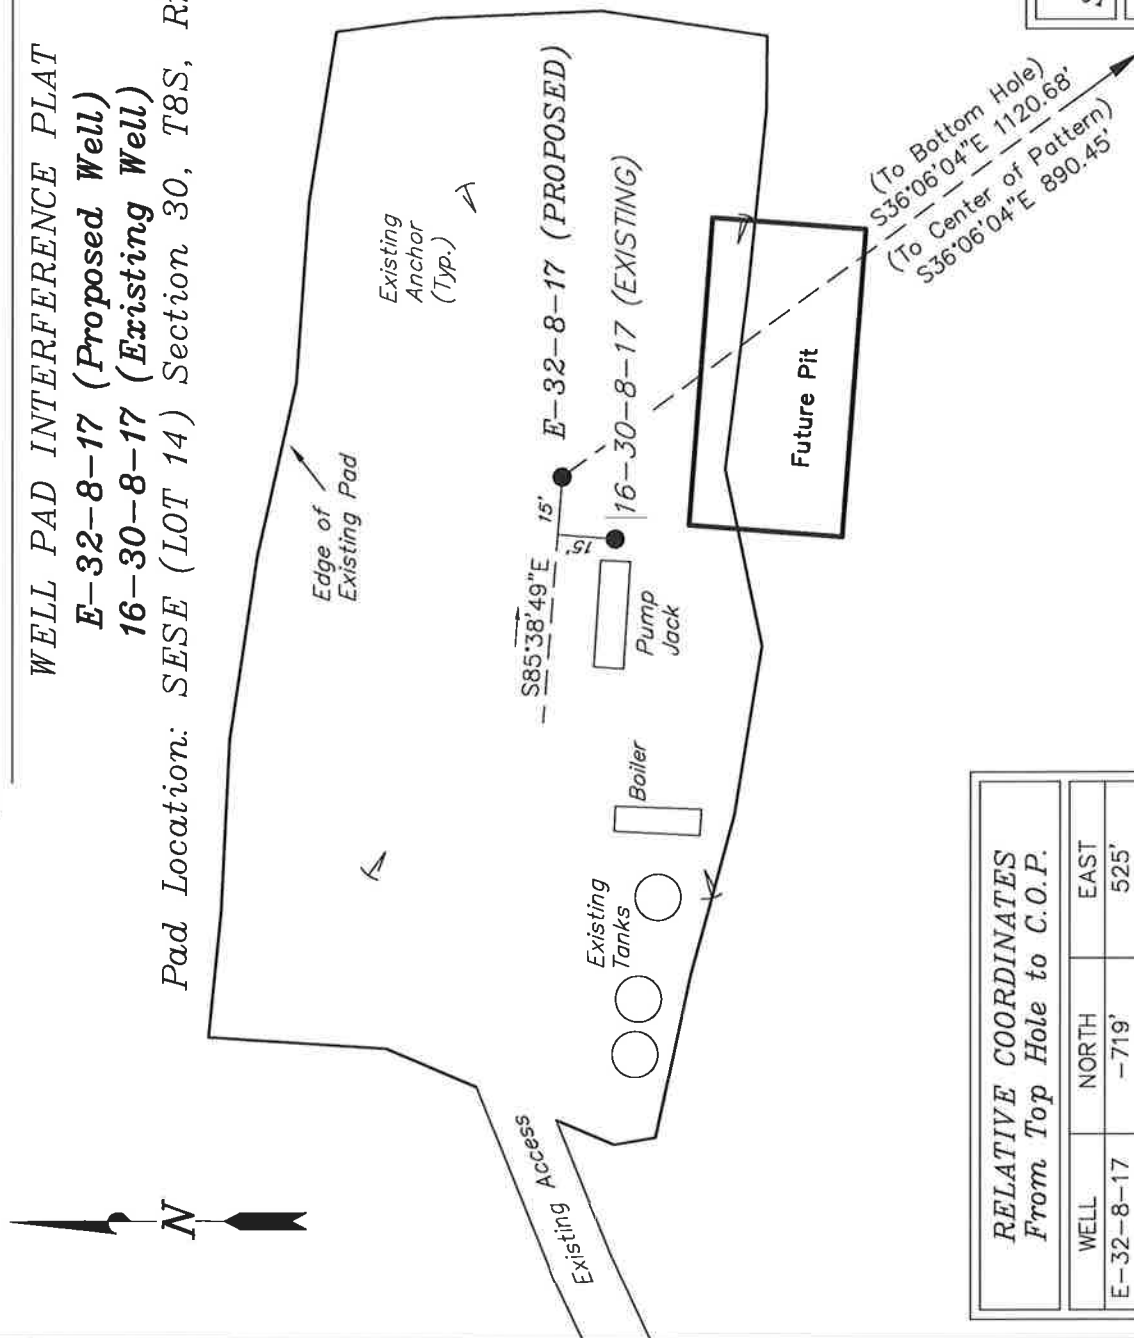 WELL PAD INTERFERENCE PLAT
E-32-8-17 (Proposed Well)
16-30-8-17 (Existing Well)
Pad Location: SESE (LOT 14) Section 30, T8S,
N
Edge of
Existing Pad
Existing
Anchor
(Typ.)
S85°38'49"E
15'
15'
E-32-8-17 (PROPOSED)
16-30-8-17 (EXISTING)
Pump
Jack
Boiler
Existing
Tanks
Existing Access
Future Pit
(To Bottom Hole)
S36°06'04"E 1120.68'
(To Center of Pattern)
S36°06'04"E 890.45'
RELATIVE COORDINATES
From Top Hole to C.O.P.
WELL NORTH EAST
E-32-8-17 -719' 525'